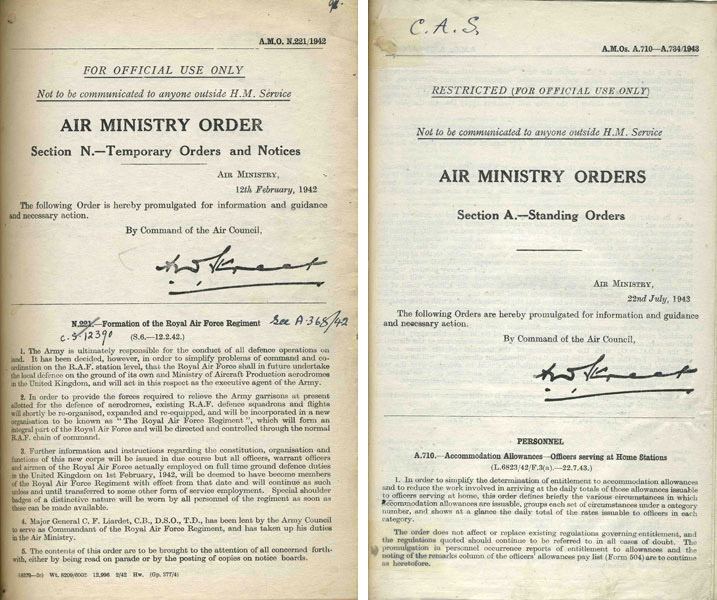 A.M.O. N.221/1942
FOR OFFICIAL USE ONLY
Not to be communicated to anyone outside H.M. Service
AIR MINISTRY ORDER
Section N.—Temporary Orders and Notices
AIR MINISTRY,
12th February, 1942
The following Order is hereby promulgated for information and guidance
and necessary action.
By Command of the Air Council,
N.221.—Formation of the Royal Air Force Regiment See A.368/42
C.S. 12390 (S.6.—12.2.42.)
1. The Army is ultimately responsible for the conduct of all defence operations on
land. It has been decided, however, in order to simplify problems of command and co-
ordination on the R.A.F. station level, that the Royal Air Force shall in future undertake
the local defence on the ground of its own and Ministry of Aircraft Production aerodromes
in the United Kingdom, and will act in this respect as the executive agent of the Army.
2. In order to provide the forces required to relieve the Army garrisons at present
allotted for the defence of aerodromes, existing R.A.F. defence squadrons and flights
will shortly be re-organised, expanded and re-equipped, and will be incorporated in a new
organisation to be known as "The Royal Air Force Regiment", which will form an
integral part of the Royal Air Force and will be directed and controlled through the normal
R.A.F. chain of command.
3. Further information and instructions regarding the constitution, organisation and
functions of this new corps will be issued in due course but all officers, warrant officers
and airmen of the Royal Air Force actually employed on full time ground defence duties
in the United Kingdom on 1st February, 1942, will be deemed to have become members
of the Royal Air Force Regiment with effect from that date and will continue as such
unless and until transferred to some other form of service employment. Special shoulder
badges of a distinctive nature will be worn by all personnel of the regiment as soon as
these can be made available.
4. Major General C. F. Liardet, C.B., D.S.O., T.D., has been lent by the Army Council
to serve as Commandant of the Royal Air Force Regiment, and has taken up his duties
in the Air Ministry.
5. The contents of this order are to be brought to the attention of all concerned forth-
with, either by being read on parade or by the posting of copies on notice boards.
Wt. 8209/6002 12,996 2/42 Hw. (Gp. 377/4)
C.A.S.
A.M.Os. A.710—A.734/1943
RESTRICTED (FOR OFFICIAL USE ONLY)
Not to be communicated to anyone outside H.M. Service
AIR MINISTRY ORDERS
Section A.—Standing Orders
AIR MINISTRY,
22nd July, 1943
The following Orders are hereby promulgated for information and guidance
and necessary action.
By Command of the Air Council,
PERSONNEL
A.710.—Accommodation Allowances—Officers serving at Home Stations
(L.6823/42/F.3(a).—22.7.43.)
1. In order to simplify the determination of entitlement to accommodation allowances
and to reduce the work involved in arriving at the daily totals of those allowances issuable
to officers serving at home, this order defines briefly the various circumstances in which
accommodation allowances are issuable, groups each set of circumstances under a category
number, and shows at a glance the daily total of the rates issuable to officers in each
category.
The order does not affect or replace existing regulations governing entitlement, and
the regulations quoted should continue to be referred to in all cases of doubt. The
promulgation in personnel occurrence reports of entitlement to allowances and the
noting of the remarks column of the officers' allowances pay list (Form 504) are to continue
as heretofore.